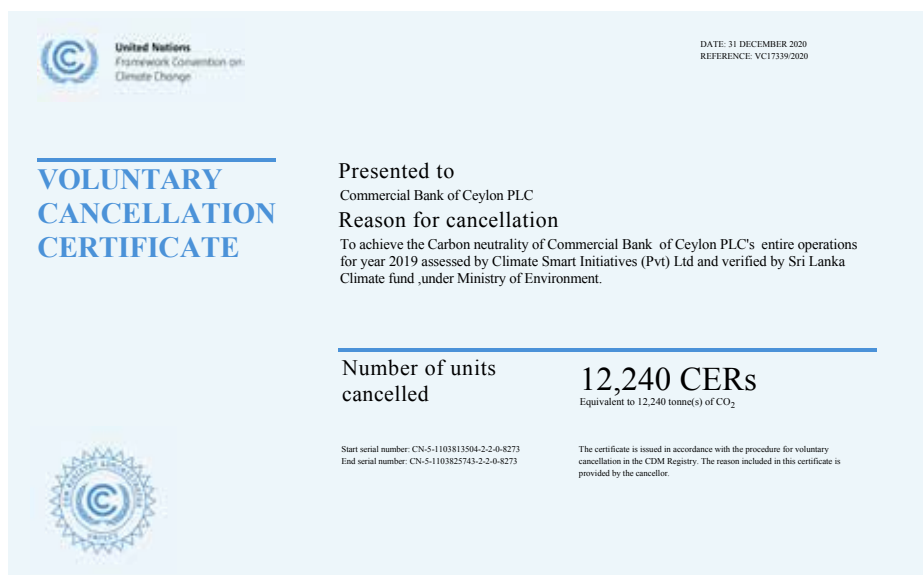 United Nations
Framework Convention on
Climate Change
DATE: 31 DECEMBER 2020
REFERENCE: VC17339/2020
VOLUNTARY
CANCELLATION
CERTIFICATE
Presented to
Commercial Bank of Ceylon PLC
Reason for cancellation
To achieve the Carbon neutrality of Commercial Bank of Ceylon PLC's entire operations
for year 2019 assessed by Climate Smart Initiatives (Pvt) Ltd and verified by Sri Lanka
Climate fund ,under Ministry of Environment.
Number of units
cancelled
12,240 CERs
Equivalent to 12,240 tonne(s) of CO₂
Start serial number: CN-5-1103813504-2-2-0-8273
End serial number: CN-5-1103825743-2-2-0-8273
The certificate is issued in accordance with the procedure for voluntary
cancellation in the CDM Registry. The reason included in this certificate is
provided by the cancellor.
CDM REGISTRY ADMINISTRATOR
UNFCCC